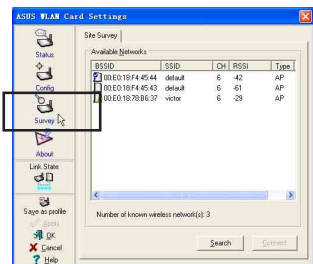 ASUS WLAN Card Settings
Status
Config
Survey
About
Link State
Save as profile
Apply
OK
Cancel
Help
Site Survey
Available Networks
BSSID SSID CH RSSI Type
00:E0:18:F4:45:44 default 6 -42 AP
00:E0:18:F4:45:43 default 6 -61 AP
00:E0:18:78:B6:37 victor 6 -29 AP
Number of known wireless network(s): 3
Search Connect